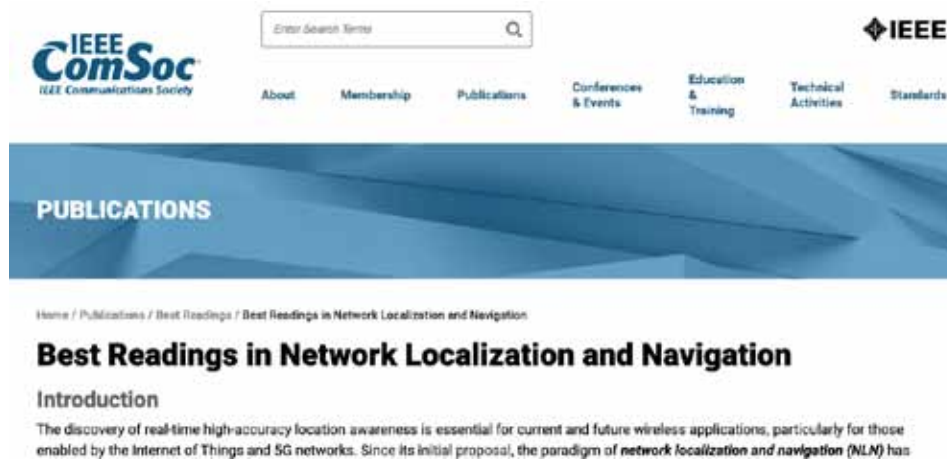 Enter Search Terms
IEEE
IEEE
ComSoc
IEEE Communications Society
About
Membership
Publications
Conferences
& Events
Education
&
Training
Technical
Activities
Standards
PUBLICATIONS
Home / Publications / Best Readings / Best Readings in Network Localization and Navigation
Best Readings in Network Localization and Navigation
Introduction
The discovery of real-time high-accuracy location awareness is essential for current and future wireless applications, particularly for those
enabled by the Internet of Things and 5G networks. Since its initial proposal, the paradigm of network localization and navigation (NLN) has